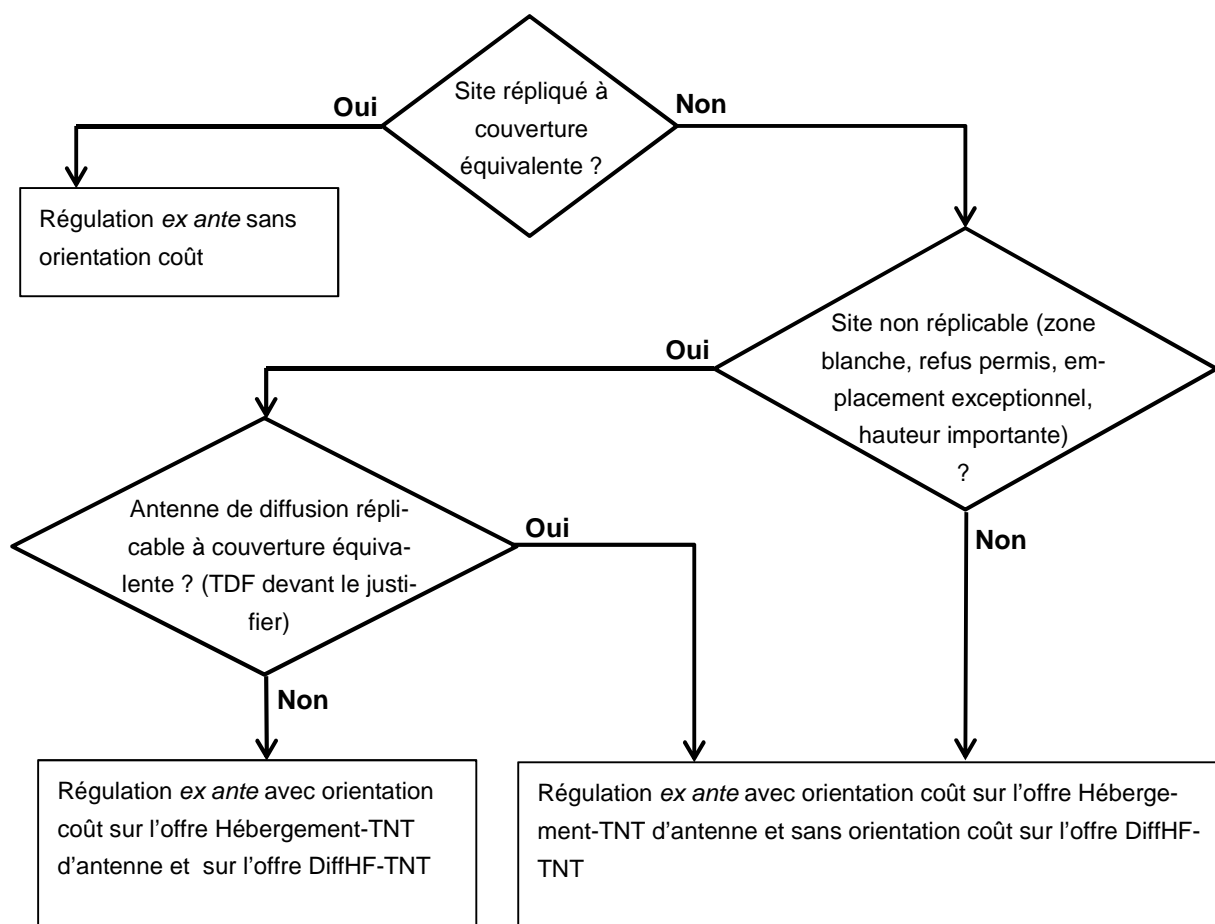 Site répliqué à
couverture
équivalente ?
Oui
Non
Régulation ex ante sans
orientation coût
Site non réplicable (zone
blanche, refus permis, em-
placement exceptionnel,
hauteur importante)
?
Oui
Non
Antenne de diffusion répli-
cable à couverture équiva-
lente ? (TDF devant le justi-
fier)
Oui
Non
Régulation ex ante avec orientation
coût sur l’offre Hébergement-TNT
d’antenne et  sur l’offre DiffHF-TNT
Régulation ex ante avec orientation coût sur l’offre Héberge-
ment-TNT d’antenne et sans orientation coût sur l’offre DiffHF-
TNT